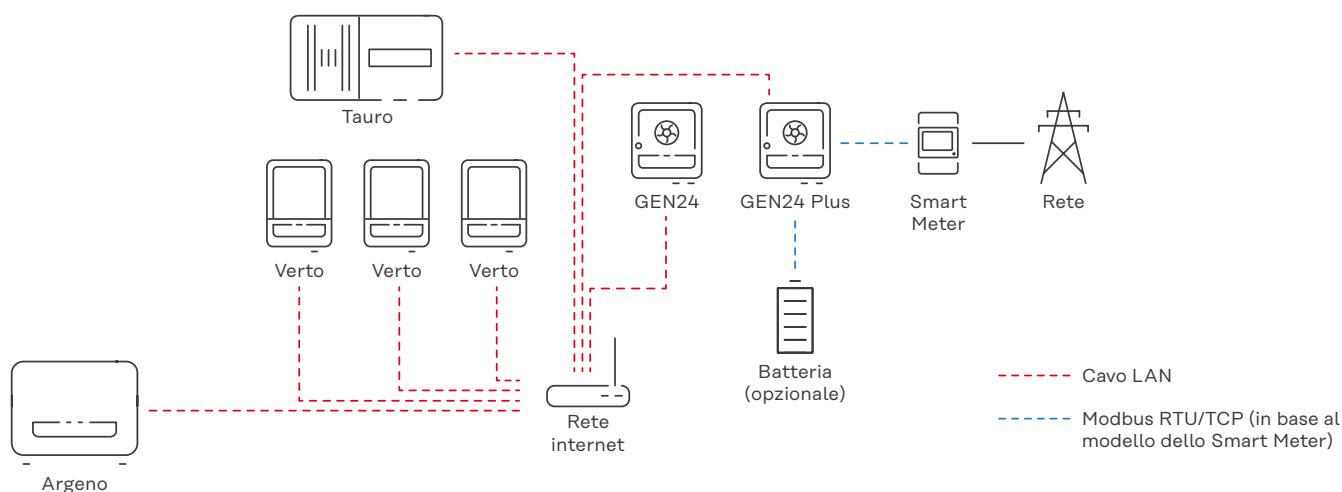 Tauro
GEN24
GEN24 Plus
Smart
Meter
Rete
Verto
Verto
Verto
Batteria
(opzionale)
Rete
internet
Argeno
Cavo LAN
Modbus RTU/TCP (in base al
modello dello Smart Meter)